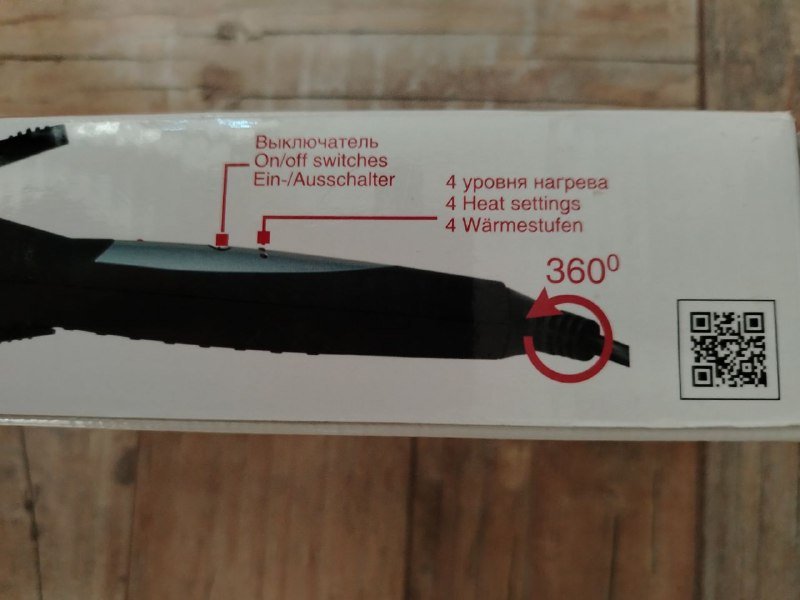 Выключатель
On/off switches
Ein-/Ausschalter
4 уровня нагрева
4 Heat settings
4 Wärmestufen
360⁰